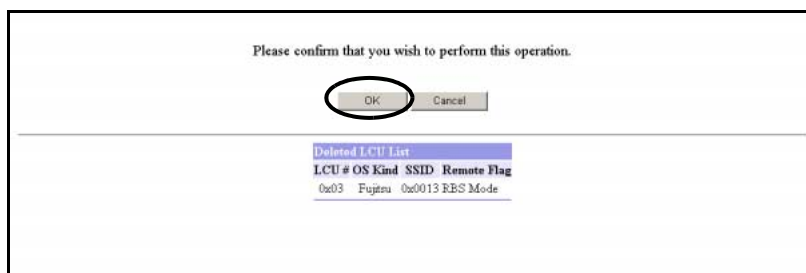 Please confirm that you wish to perform this operation.
OK Cancel
Deleted LCU List
LCU # OS Kind SSID Remote Flag
0x03 Fujitsu 0x0013 RBS Mode